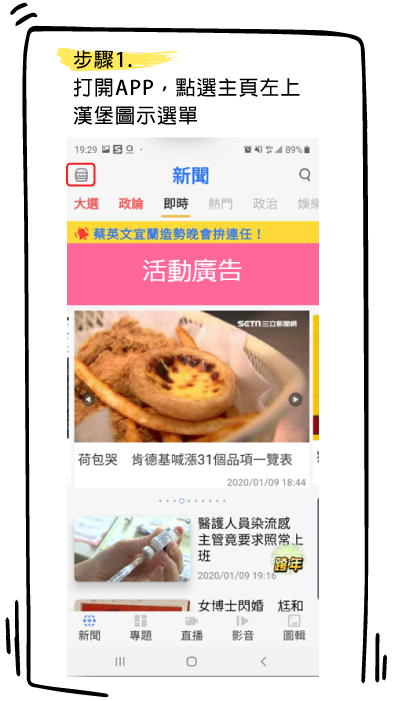 步驟1.
打開APP，點選主頁左上
漢堡圖示選單
19:29
89%
新聞
大選 政論 即時 熱門 政治 娛樂
蔡英文宜蘭造勢晚會拚連任！
活動廣告
SETN三立新聞網
荷包哭 肯德基喊漲31個品項一覽表
2020/01/09 18:44
醫護人員染流感
主管竟要求照常上
班
2020/01/09 19:16
跨年
女博士閃婚 尪和
新聞 專題 直播 影音 圖輯